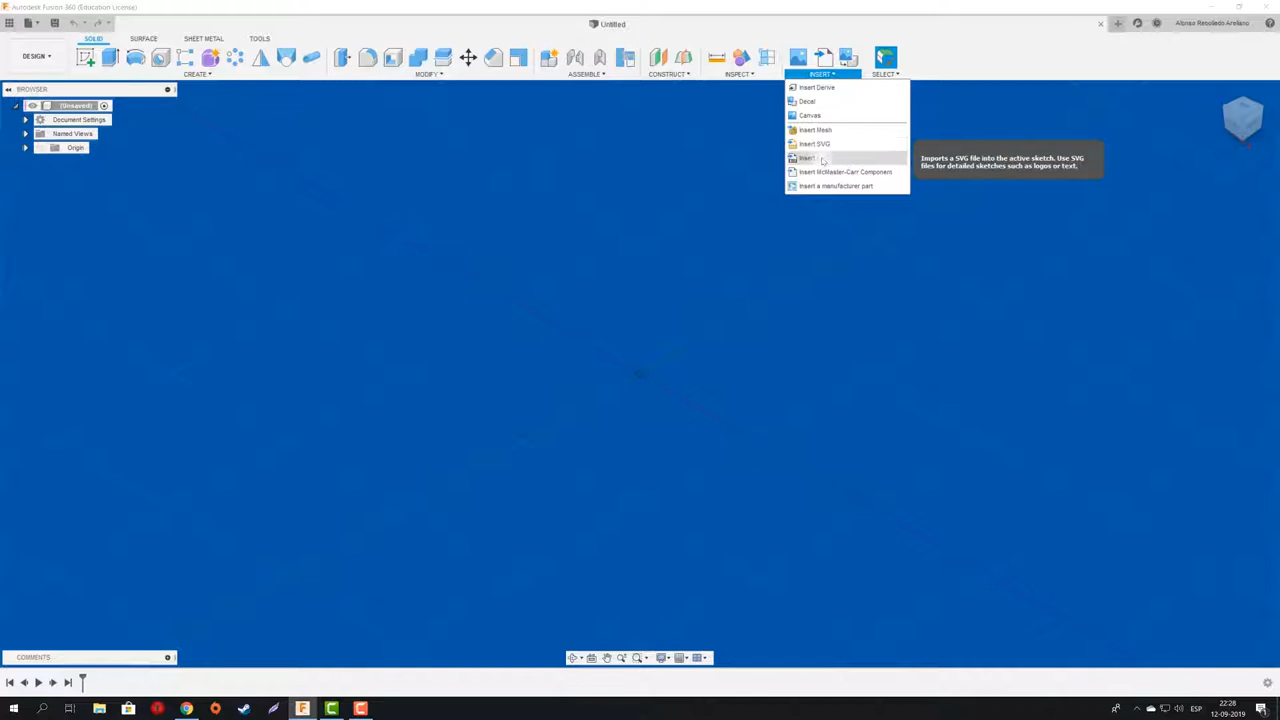 Autodesk Fusion 360 (Education License)
Untitled
Alonso Rebolledo Arellano
DESIGN
SOLID
SURFACE
SHEET METAL
TOOLS
CREATE
MODIFY
ASSEMBLE
CONSTRUCT
INSPECT
INSERT
SELECT
BROWSER
(Unsaved)
Document Settings
Named Views
Origin
Insert Derive
Decal
Canvas
Insert Mesh
Insert SVG
Insert
Insert McMaster-Carr Component
Insert a manufacturer part
Imports a SVG file into the active sketch. Use SVG
files for detailed sketches such as logos or text.
COMMENTS
ESP
22:28
12-09-2019